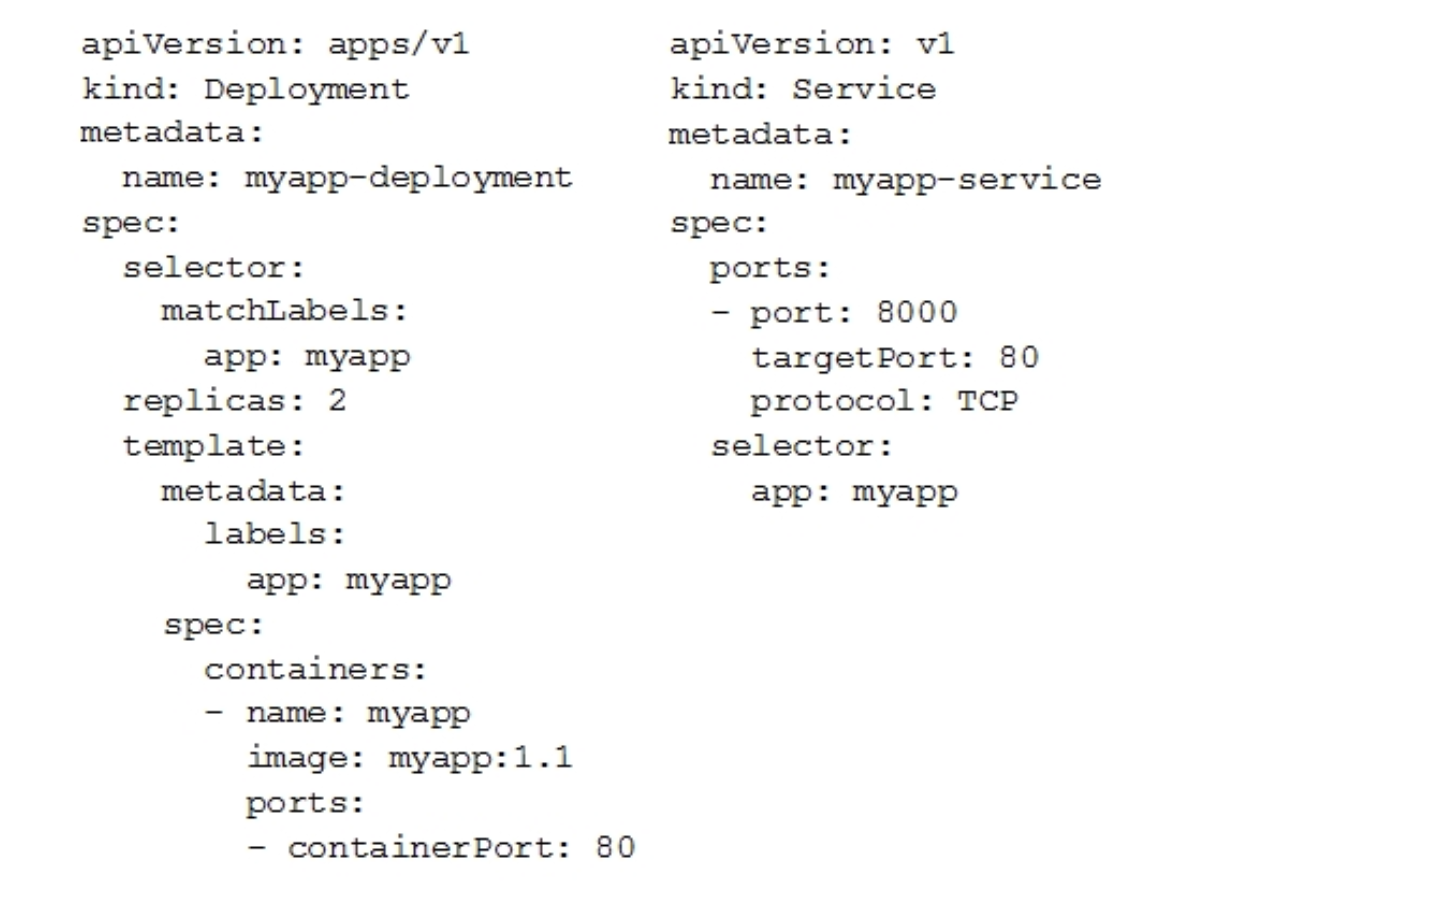 apiVersion: apps/v1
kind: Deployment
metadata:
  name: myapp-deployment
spec:
  selector:
    matchLabels:
      app: myapp
  replicas: 2
  template:
    metadata:
      labels:
        app: myapp
    spec:
      containers:
      - name: myapp
        image: myapp:1.1
        ports:
        - containerPort: 80
apiVersion: v1
kind: Service
metadata:
  name: myapp-service
spec:
  ports:
  - port: 8000
    targetPort: 80
    protocol: TCP
  selector:
    app: myapp